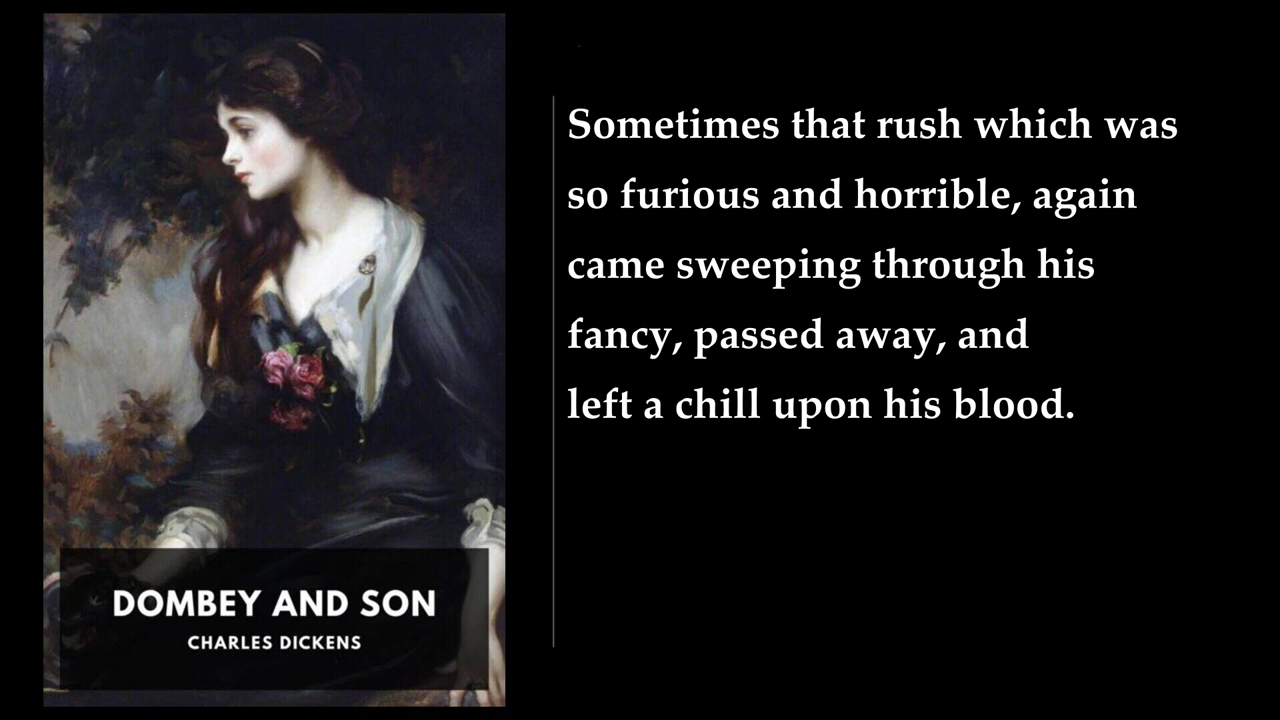 DOMBEY AND SON
CHARLES DICKENS
Sometimes that rush which was
so furious and horrible, again
came sweeping through his
fancy, passed away, and
left a chill upon his blood.